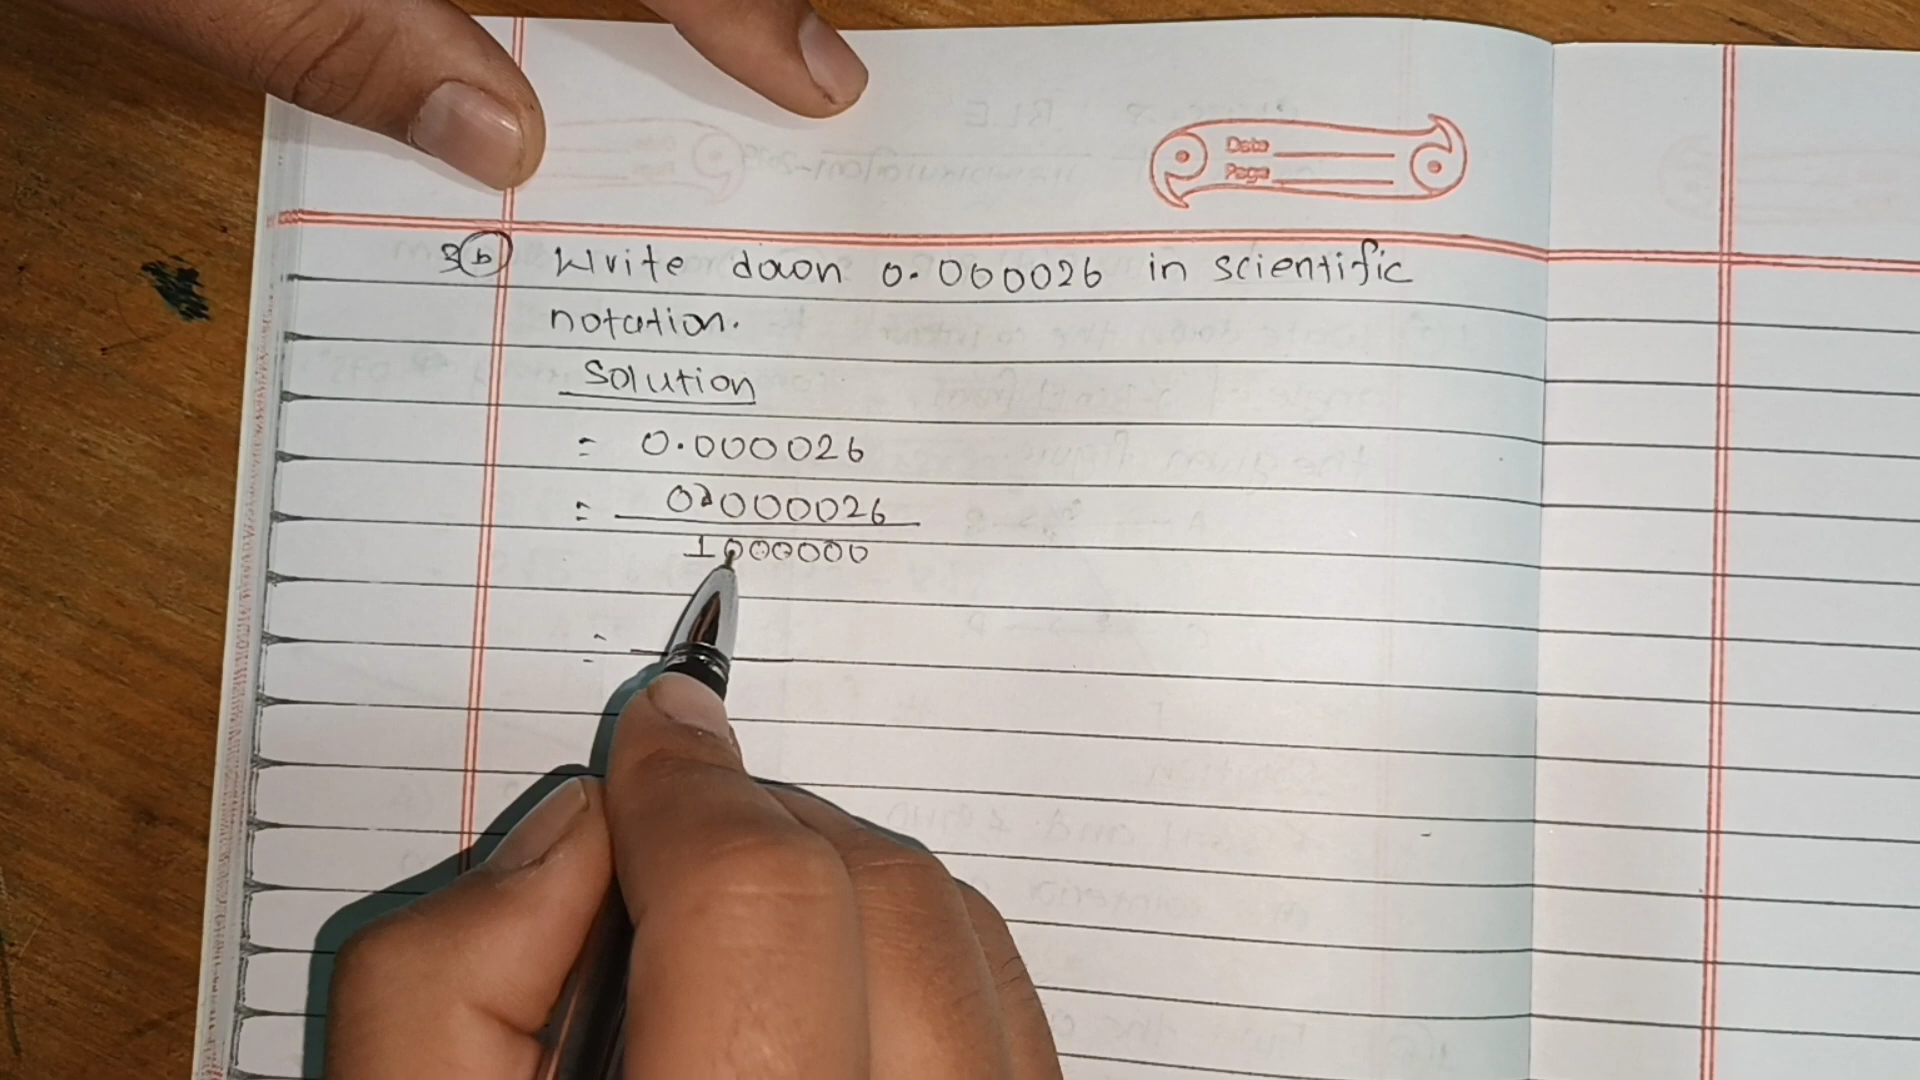 Date
Page
3(b) Write down 0.000026 in scientific
notation.
Solution
= 0.000026
= 0.000026
1000000
=